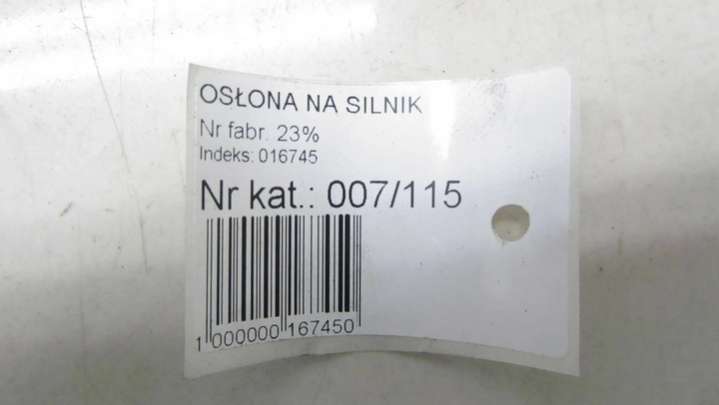 OSŁONA NA SILNIK
Nr fabr. 23%
Indeks: 016745
Nr kat.: 007/115
1 000000 167450